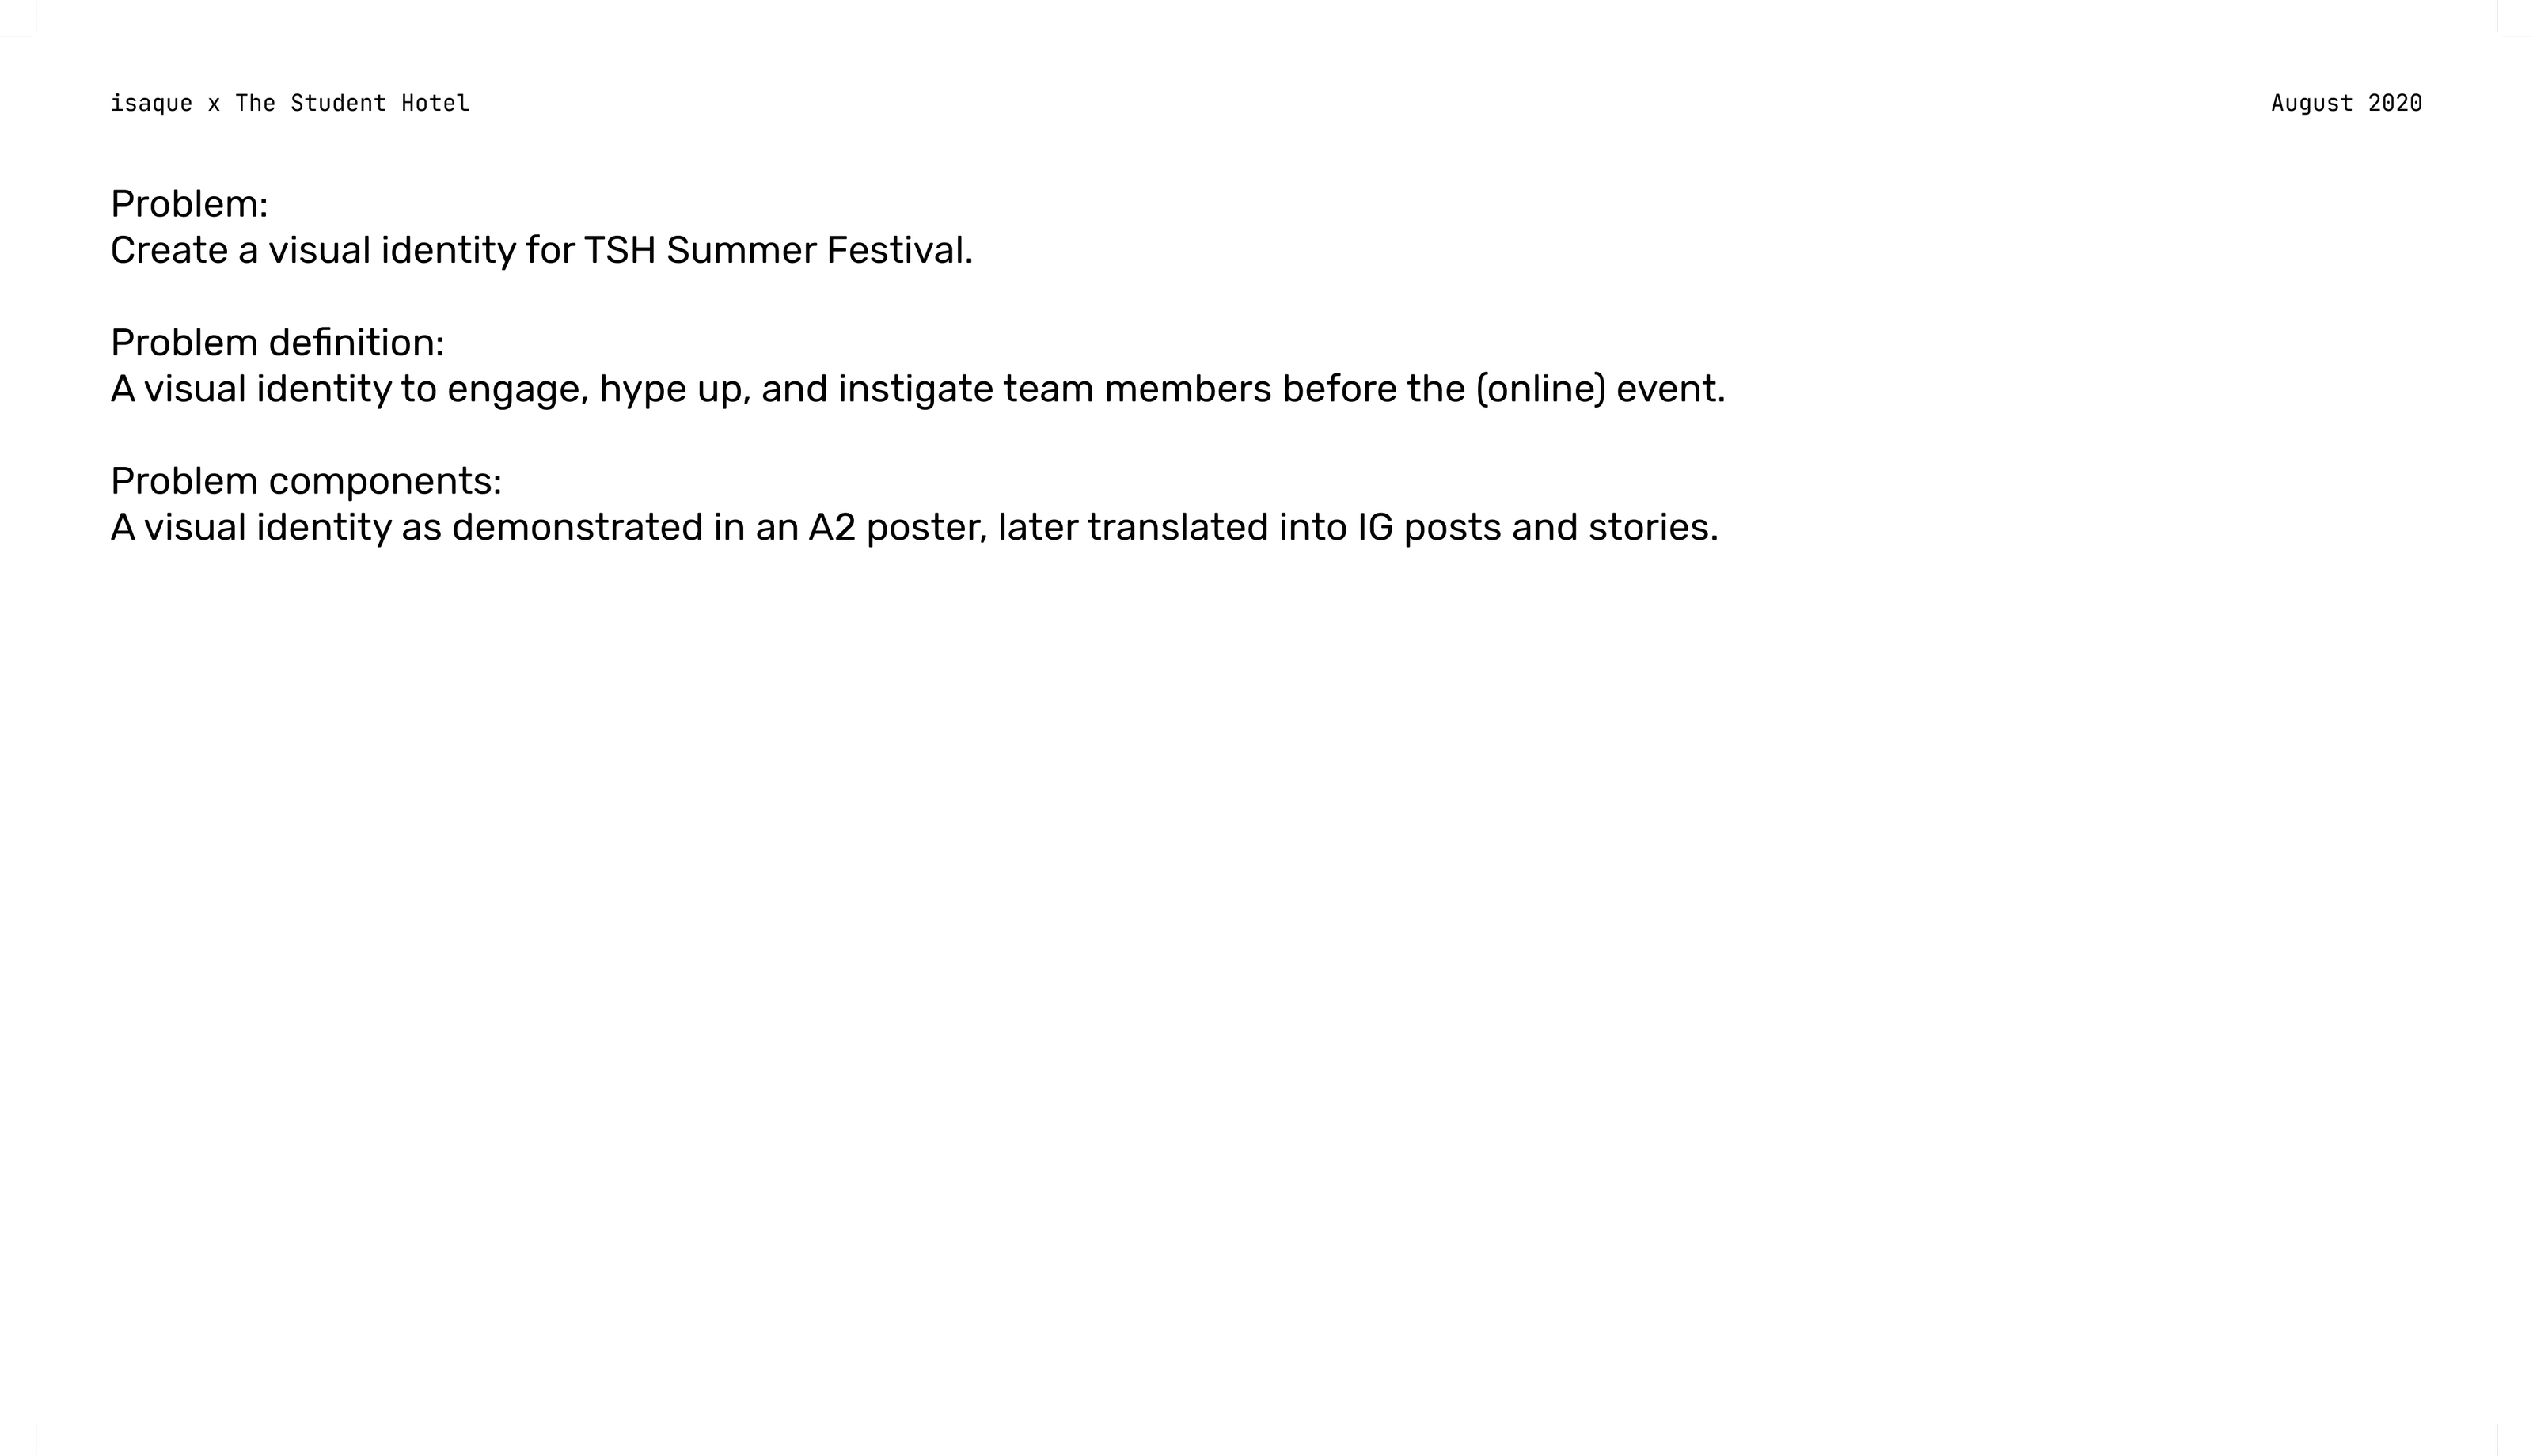 isaque x The Student Hotel
August 2020
Problem:
Create a visual identity for TSH Summer Festival.
Problem definition:
A visual identity to engage, hype up, and instigate team members before the (online) event.
Problem components:
A visual identity as demonstrated in an A2 poster, later translated into IG posts and stories.